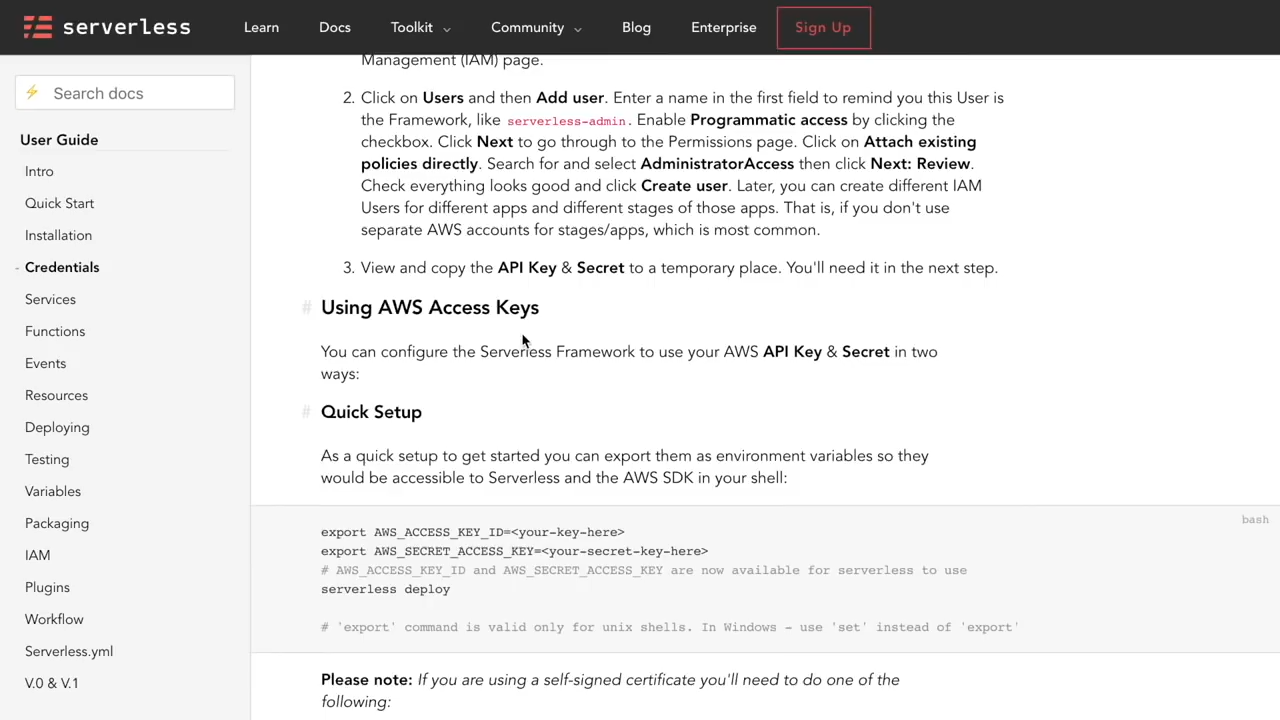 serverless
Learn
Docs
Toolkit
Community
Blog
Enterprise
Sign Up
Search docs
User Guide
Intro
Quick Start
Installation
- Credentials
Services
Functions
Events
Resources
Deploying
Testing
Variables
Packaging
IAM
Plugins
Workflow
Serverless.yml
V.0 & V.1
Management (IAM) page.
2. Click on Users and then Add user. Enter a name in the first field to remind you this User is
the Framework, like serverless-admin. Enable Programmatic access by clicking the
checkbox. Click Next to go through to the Permissions page. Click on Attach existing
policies directly. Search for and select AdministratorAccess then click Next: Review.
Check everything looks good and click Create user. Later, you can create different IAM
Users for different apps and different stages of those apps. That is, if you don't use
separate AWS accounts for stages/apps, which is most common.
3. View and copy the API Key & Secret to a temporary place. You'll need it in the next step.
# Using AWS Access Keys
You can configure the Serverless Framework to use your AWS API Key & Secret in two
ways:
# Quick Setup
As a quick setup to get started you can export them as environment variables so they
would be accessible to Serverless and the AWS SDK in your shell:
bash
export AWS_ACCESS_KEY_ID=<your-key-here>
export AWS_SECRET_ACCESS_KEY=<your-secret-key-here>
# AWS_ACCESS_KEY_ID and AWS_SECRET_ACCESS_KEY are now available for serverless to use
serverless deploy
# 'export' command is valid only for unix shells. In Windows - use 'set' instead of 'export'
Please note: If you are using a self-signed certificate you'll need to do one of the
following: